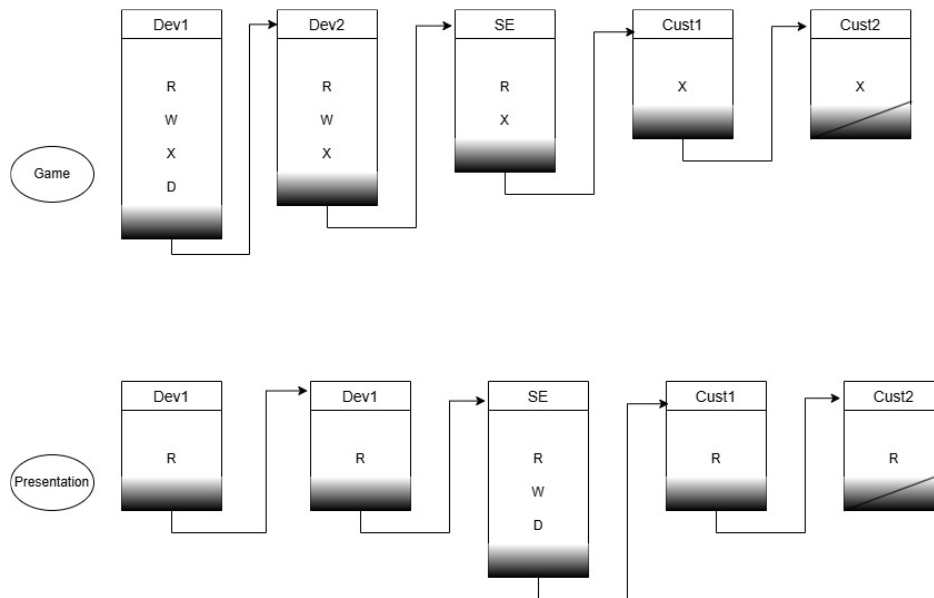 Dev1
R
W
X
D
Dev2
R
W
X
SE
R
X
Cust1
X
Cust2
X
Game
Dev1
R
Dev1
R
SE
R
W
D
Cust1
R
Cust2
R
Presentation